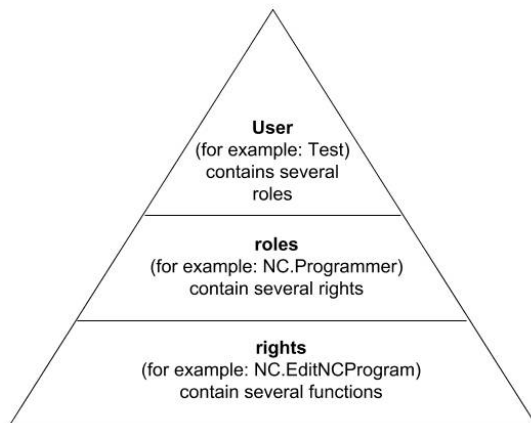 User
(for example: Test)
contains several
roles
roles
(for example: NC.Programmer)
contain several rights
rights
(for example: NC.EditNCProgram)
contain several functions